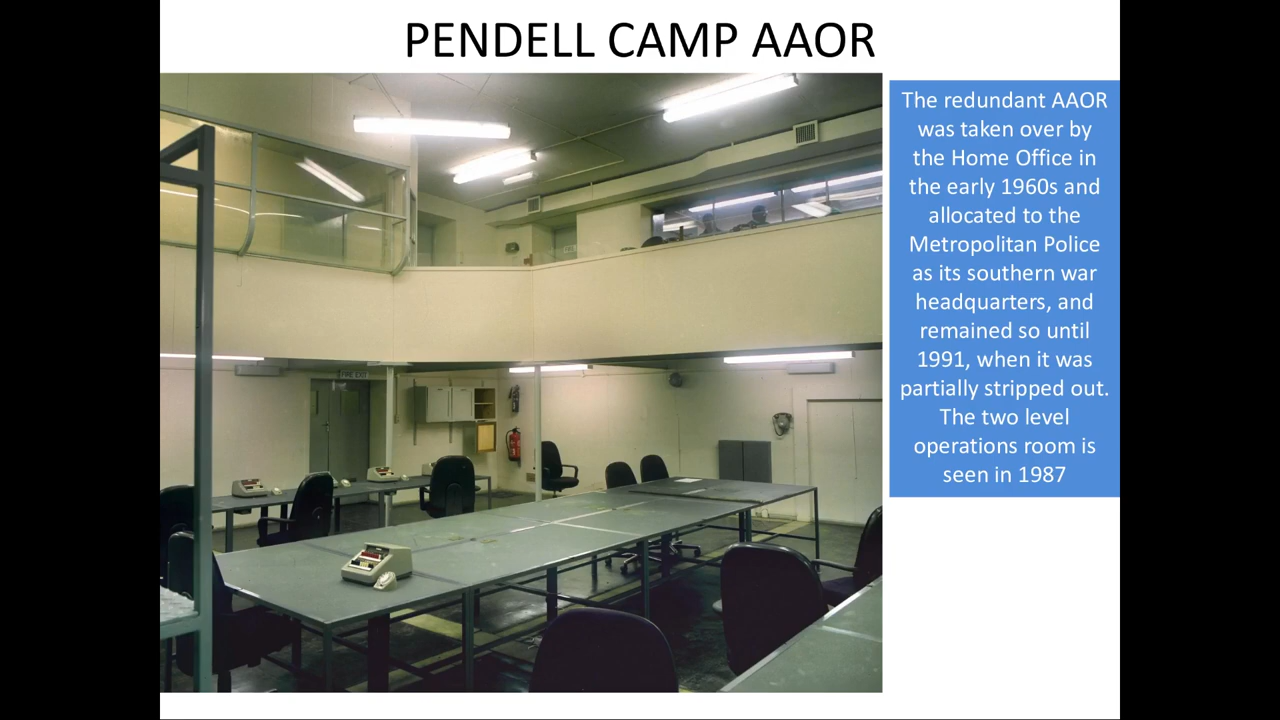 PENDELL CAMP AAOR
The redundant AAOR
was taken over by
the Home Office in
the early 1960s and
allocated to the
Metropolitan Police
as its southern war
headquarters, and
remained so until
1991, when it was
partially stripped out.
The two level
operations room is
seen in 1987
FIRE EXIT